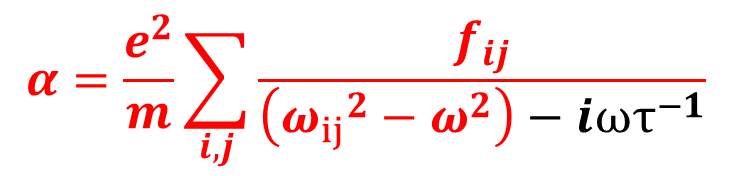 α = e²/m ∑_{i,j} f_{ij} / ((ω_{ij}² − ω²) − iωτ⁻¹)